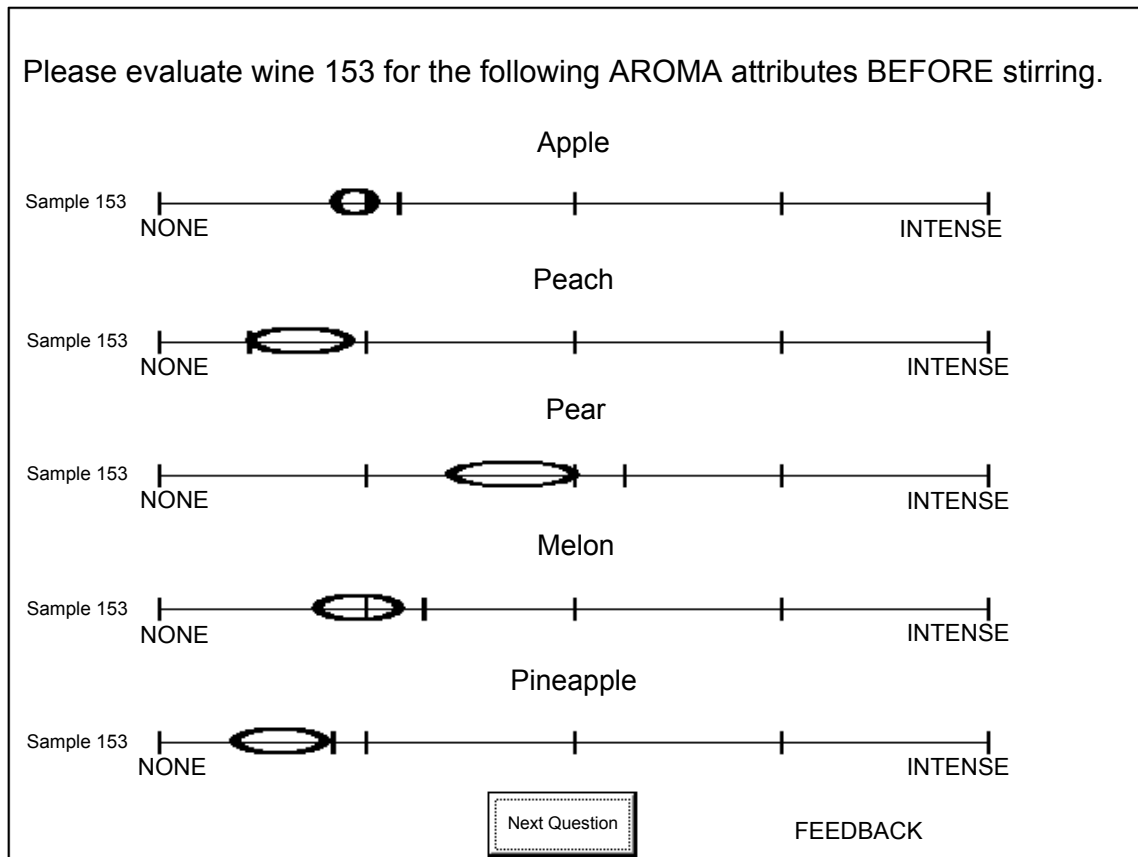 Please evaluate wine 153 for the following AROMA attributes BEFORE stirring.
Apple
Sample 153
NONE INTENSE
Peach
Sample 153
NONE INTENSE
Pear
Sample 153
NONE INTENSE
Melon
Sample 153
NONE INTENSE
Pineapple
Sample 153
NONE INTENSE
Next Question FEEDBACK